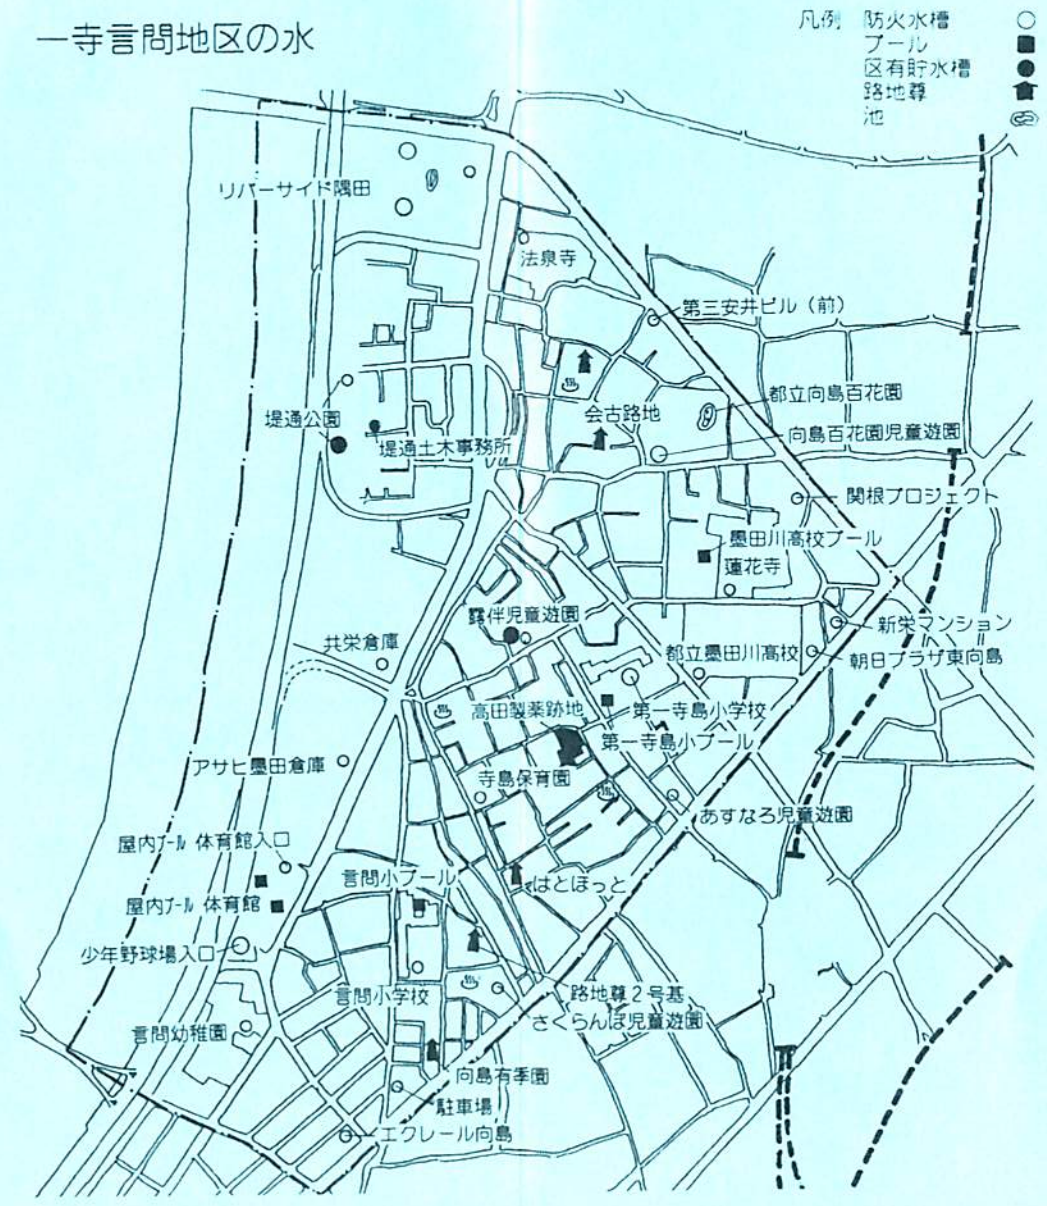 一寺言問地区の水
凡例 防火水槽
プール
区有貯水槽
路地尊
池
リバーサイド隅田
法泉寺
第三安井ビル（前）
都立向島百花園
会古路地
堤通公園
向島百花園児童遊園
堤通土木事務所
関根プロジェクト
墨田川高校プール
蓮花寺
露伴児童遊園
新栄マンション
共栄倉庫
都立墨田川高校
朝日プラザ東向島
高田製薬跡地
第一寺島小学校
第一寺島小プール
アサヒ墨田倉庫
寺島保育園
あすなろ児童遊園
屋内プール 体育館入口
言問小プール
はとほっと
屋内プール 体育館
少年野球場入口
言問小学校
路地尊2号基
さくらんぼ児童遊園
言問幼稚園
向島有季園
駐車場
エクレール向島